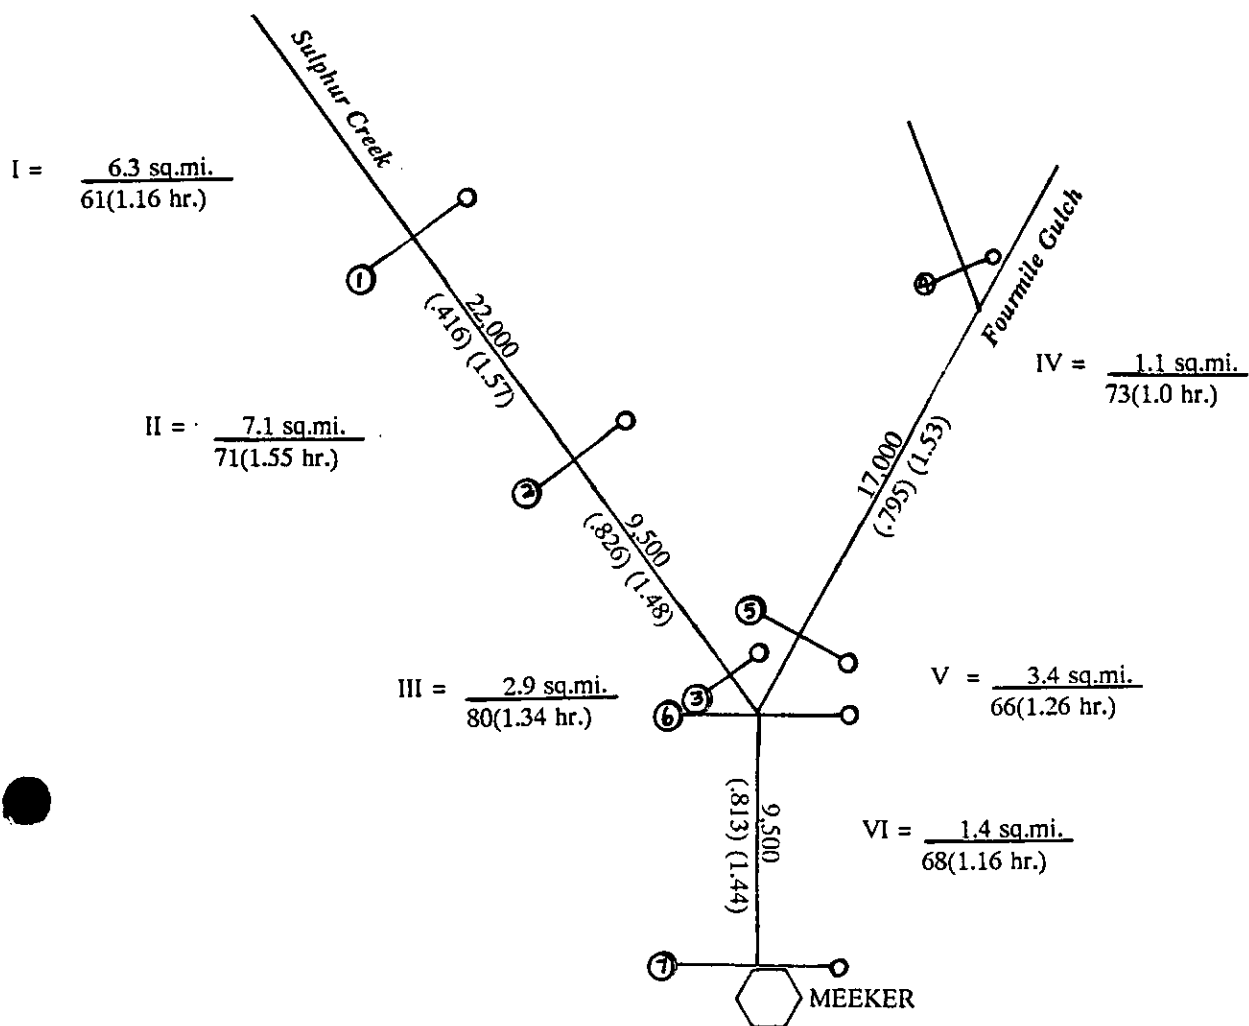 Sulphur Creek
I = 6.3 sq.mi.
61(1.16 hr.)
1
4
Fourmile Gulch
22,000
(.416) (1.57)
IV = 1.1 sq.mi.
73(1.0 hr.)
II = 7.1 sq.mi.
71(1.55 hr.)
2
17,000
(.795) (1.53)
9,500
(.826) (1.48)
5
III = 2.9 sq.mi.
80(1.34 hr.)
3
6
V = 3.4 sq.mi.
66(1.26 hr.)
9,500
(.813) (1.44)
VI = 1.4 sq.mi.
68(1.16 hr.)
7
MEEKER